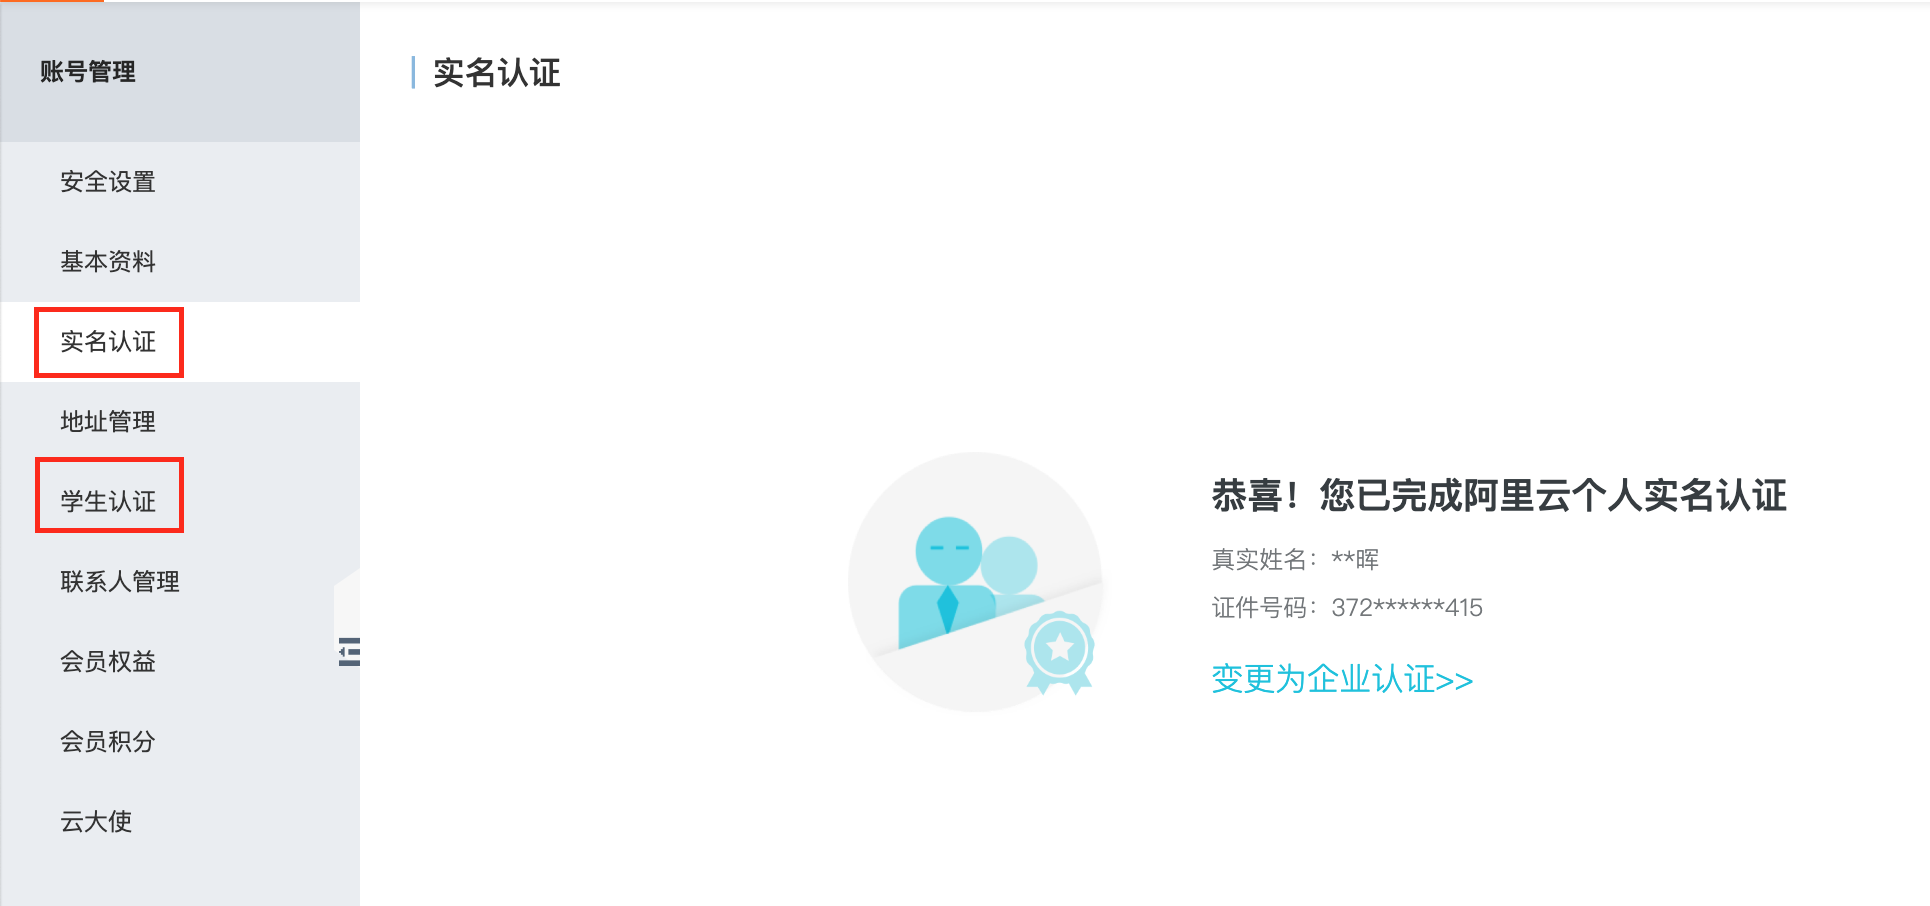 账号管理
安全设置
基本资料
实名认证
地址管理
学生认证
联系人管理
会员权益
会员积分
云大使
实名认证
恭喜！您已完成阿里云个人实名认证
真实姓名：**晖
证件号码：372******415
变更为企业认证>>